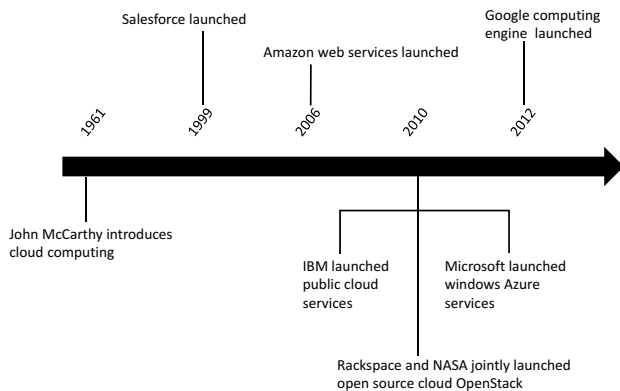 Salesforce launched
Amazon web services launched
Google computing
engine launched
1961
1999
2006
2010
2012
John McCarthy introduces
cloud computing
IBM launched
public cloud
services
Microsoft launched
windows Azure
services
Rackspace and NASA jointly launched
open source cloud OpenStack